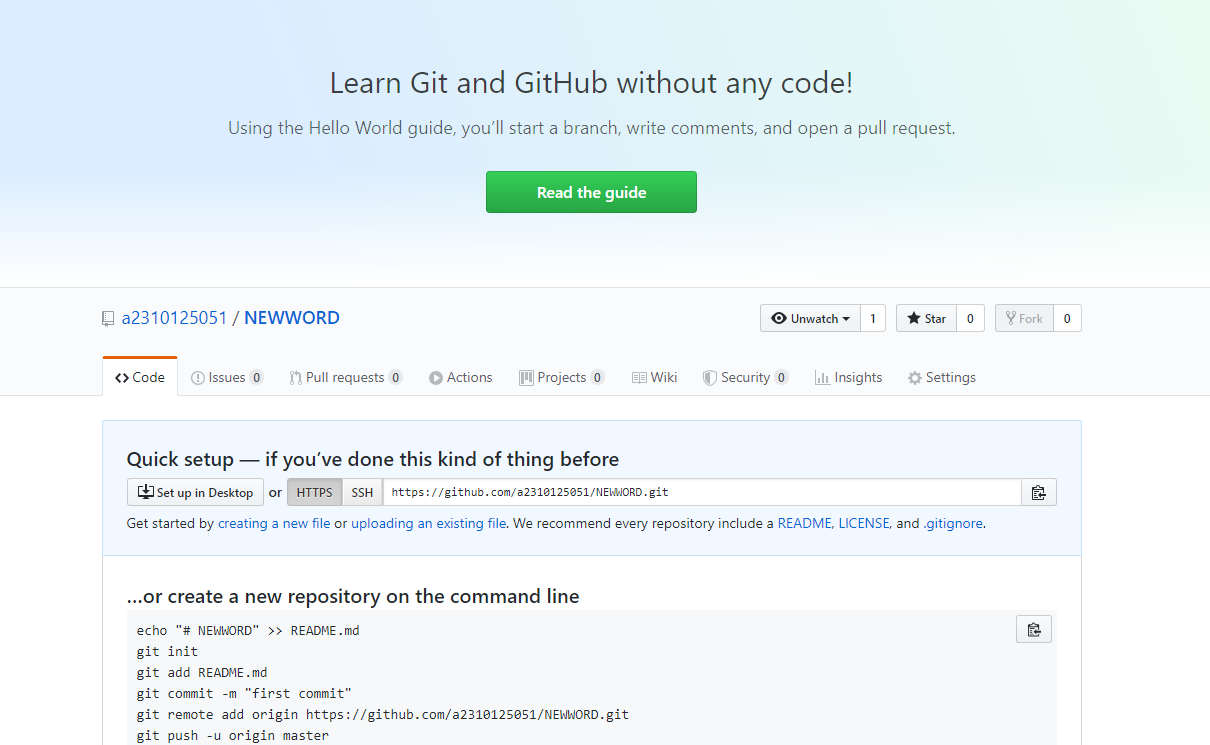 Learn Git and GitHub without any code!
Using the Hello World guide, you’ll start a branch, write comments, and open a pull request.
Read the guide
a2310125051 / NEWWORD
Unwatch 1 Star 0 Fork 0
Code Issues 0 Pull requests 0 Actions Projects 0 Wiki Security 0 Insights Settings
Quick setup — if you’ve done this kind of thing before
Set up in Desktop or HTTPS SSH https://github.com/a2310125051/NEWWORD.git
Get started by creating a new file or uploading an existing file. We recommend every repository include a README, LICENSE, and .gitignore.
…or create a new repository on the command line
echo "# NEWWORD" >> README.md
git init
git add README.md
git commit -m "first commit"
git remote add origin https://github.com/a2310125051/NEWWORD.git
git push -u origin master